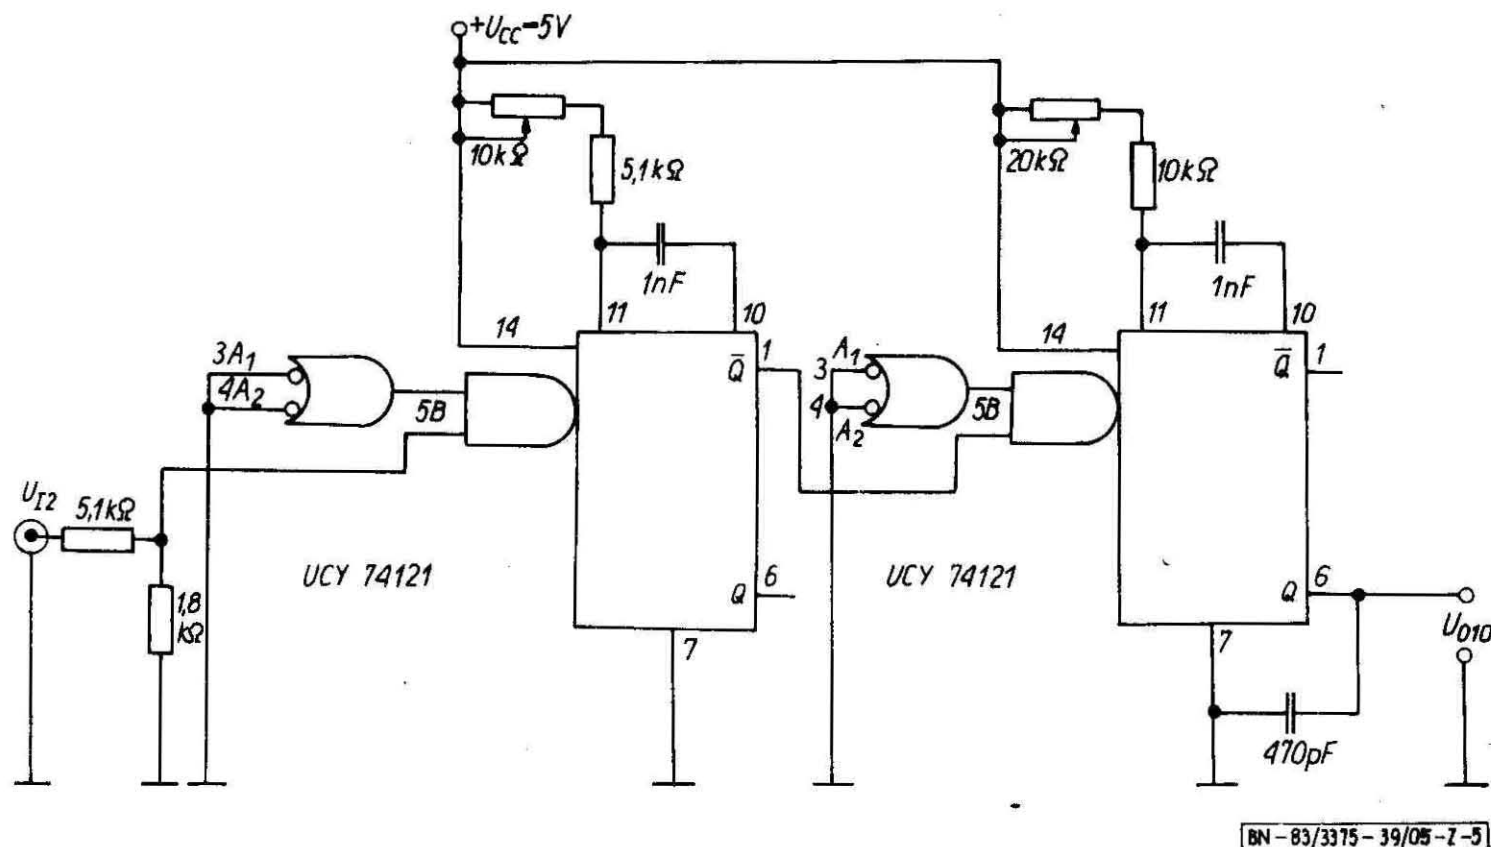 +U_CC=5V
10kΩ
5,1kΩ
20kΩ
10kΩ
1nF
1nF
14
11
10
14
11
10
3A₁
4A₂
5B
Q̅
1
A₁
3
4
A₂
5B
Q̅
1
U_I2
5,1kΩ
1,8
kΩ
UCY 74121
Q
6
7
UCY 74121
Q
6
7
U_010
470pF
BN-83/3375-39/05-Z-5